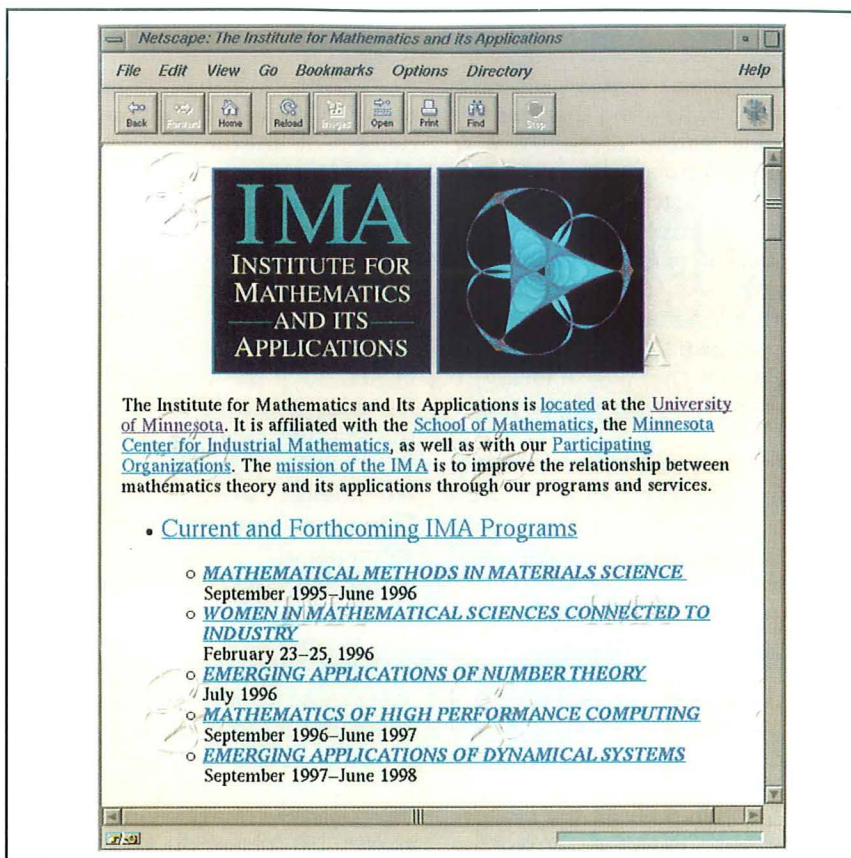 Netscape: The Institute for Mathematics and its Applications
File Edit View Go Bookmarks Options Directory Help
Back Forward Home Reload Images Open Print Find Stop
IMA
INSTITUTE FOR
MATHEMATICS
AND ITS
APPLICATIONS
The Institute for Mathematics and Its Applications is located at the University
of Minnesota. It is affiliated with the School of Mathematics, the Minnesota
Center for Industrial Mathematics, as well as with our Participating
Organizations. The mission of the IMA is to improve the relationship between
mathematics theory and its applications through our programs and services.
• Current and Forthcoming IMA Programs
○ MATHEMATICAL METHODS IN MATERIALS SCIENCE
September 1995–June 1996
○ WOMEN IN MATHEMATICAL SCIENCES CONNECTED TO
INDUSTRY
February 23–25, 1996
○ EMERGING APPLICATIONS OF NUMBER THEORY
July 1996
○ MATHEMATICS OF HIGH PERFORMANCE COMPUTING
September 1996–June 1997
○ EMERGING APPLICATIONS OF DYNAMICAL SYSTEMS
September 1997–June 1998